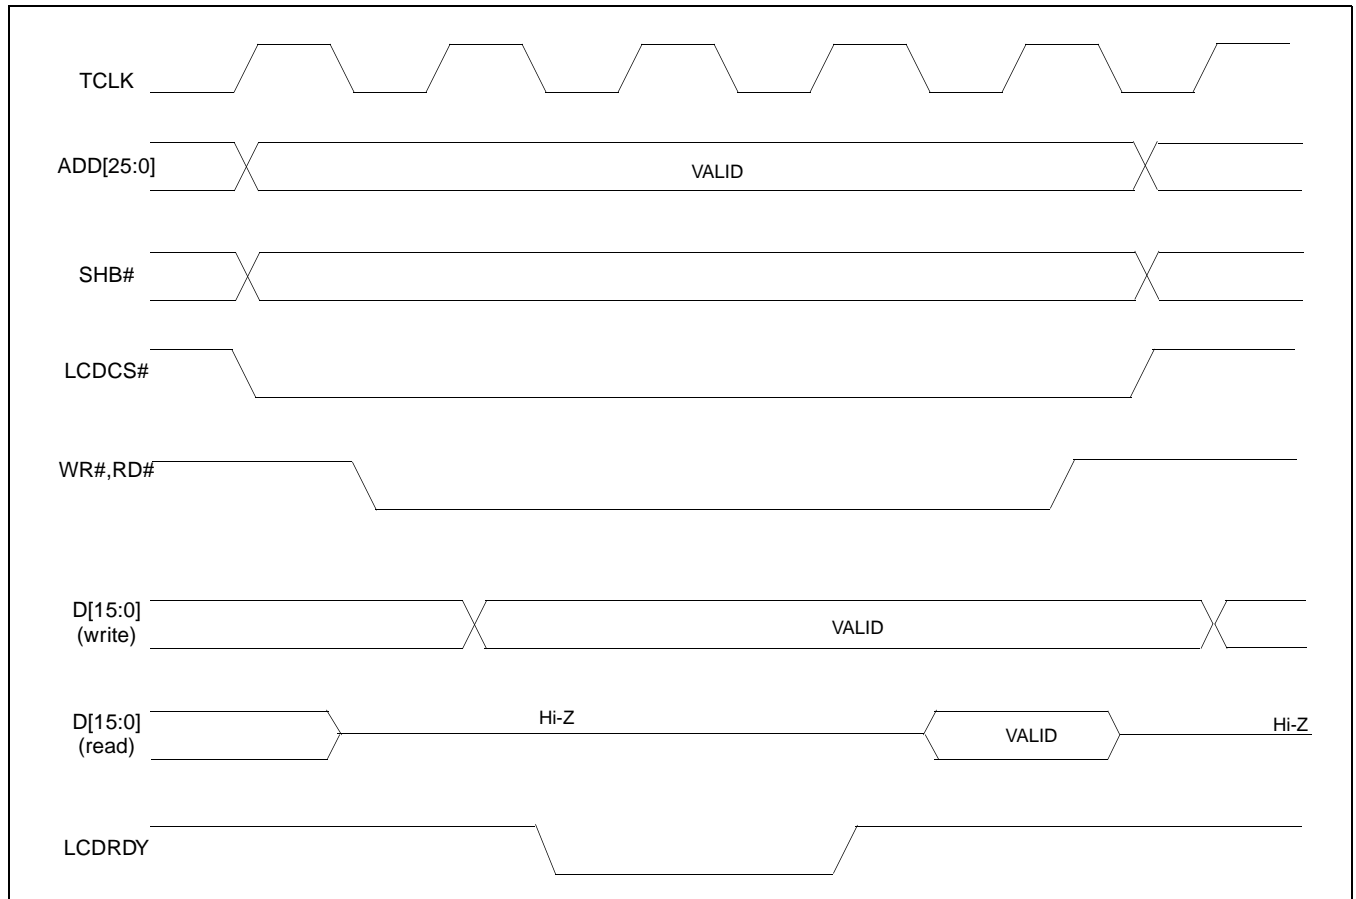 TCLK
ADD[25:0]
VALID
SHB#
LCDCS#
WR#,RD#
D[15:0]
(write)
VALID
D[15:0]
(read)
Hi-Z
VALID
Hi-Z
LCDRDY